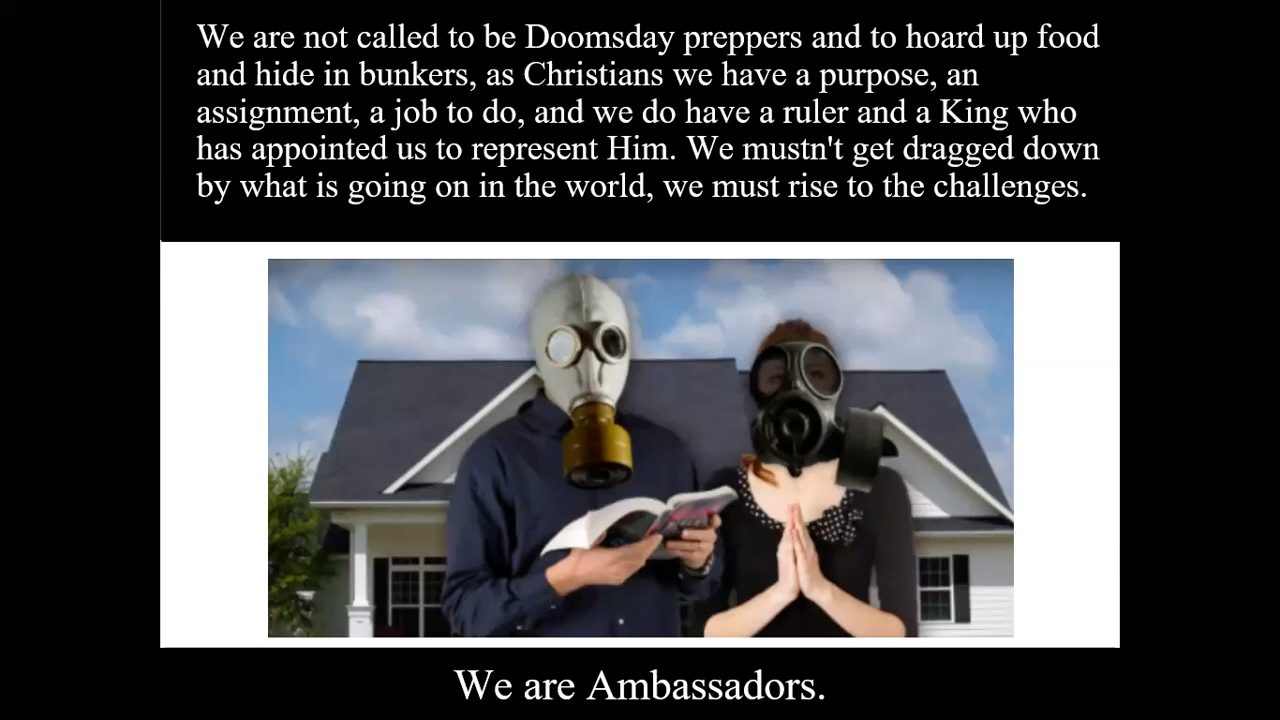 We are not called to be Doomsday preppers and to hoard up food
and hide in bunkers, as Christians we have a purpose, an
assignment, a job to do, and we do have a ruler and a King who
has appointed us to represent Him. We mustn't get dragged down
by what is going on in the world, we must rise to the challenges.
We are Ambassadors.